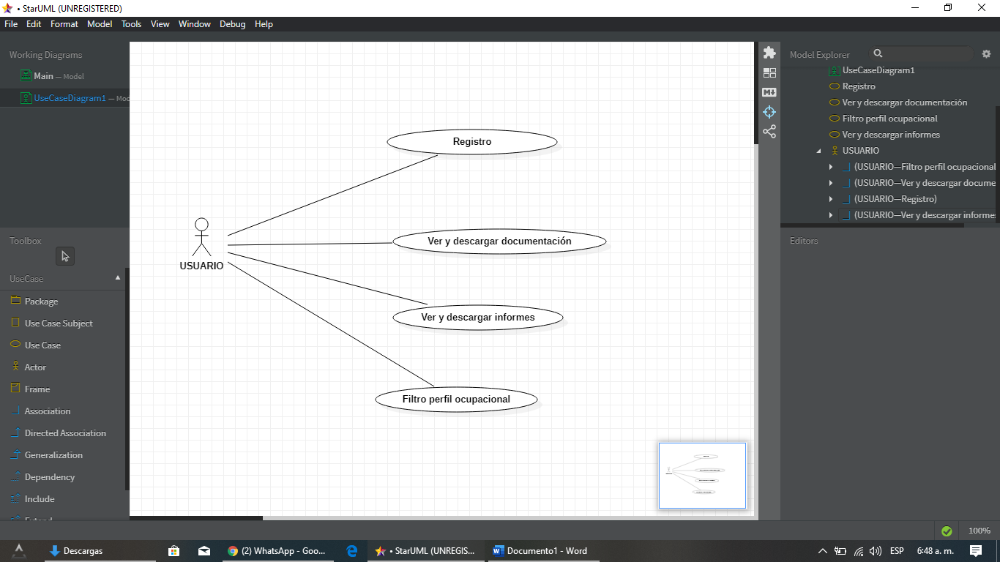 • StarUML (UNREGISTERED)
File Edit Format Model Tools View Window Debug Help
Working Diagrams
Main — Model
UseCaseDiagram1 — Mod
Toolbox
UseCase
Package
Use Case Subject
Use Case
Actor
Frame
Association
Directed Association
Generalization
Dependency
Include
Extend
Registro
Ver y descargar documentación
USUARIO
Ver y descargar informes
Filtro perfil ocupacional
Model Explorer
UseCaseDiagram1
Registro
Ver y descargar documentación
Filtro perfil ocupacional
Ver y descargar informes
USUARIO
(USUARIO—Filtro perfil ocupacional
(USUARIO—Ver y descargar docume
(USUARIO—Registro)
(USUARIO—Ver y descargar informes
Editors
100%
Descargas
(2) WhatsApp - Goo...
• StarUML (UNREGIS...
Documento1 - Word
ESP
6:48 a. m.